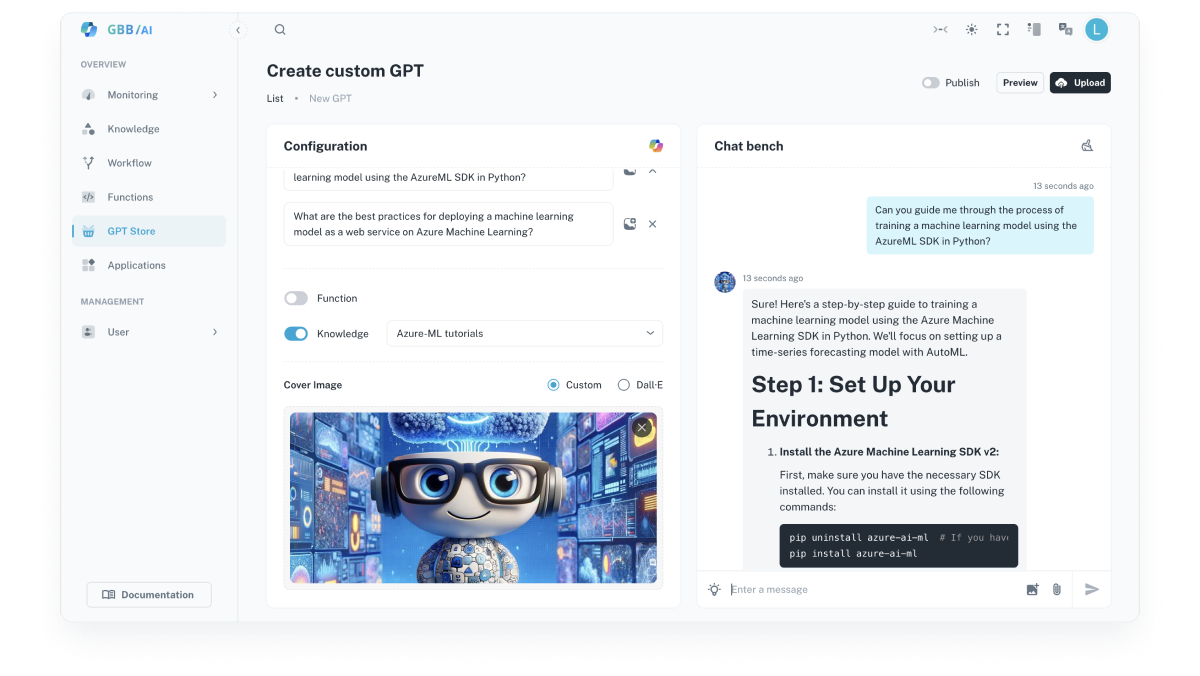 GBB/AI
OVERVIEW
Monitoring
Knowledge
Workflow
Functions
GPT Store
Applications
MANAGEMENT
User
Documentation
L
Create custom GPT
List • New GPT
Publish
Preview
Upload
Configuration
learning model using the AzureML SDK in Python?
What are the best practices for deploying a machine learning
model as a web service on Azure Machine Learning?
Function
Knowledge
Azure-ML tutorials
Cover Image
Custom
Dall·E
Chat bench
13 seconds ago
Can you guide me through the process of
training a machine learning model using the
AzureML SDK in Python?
13 seconds ago
Sure! Here's a step-by-step guide to training a
machine learning model using the Azure Machine
Learning SDK in Python. We'll focus on setting up a
time-series forecasting model with AutoML.
Step 1: Set Up Your
Environment
1. Install the Azure Machine Learning SDK v2:
First, make sure you have the necessary SDK
installed. You can install it using the following
commands:
pip uninstall azure-ai-ml # If you have
pip install azure-ai-ml
Enter a message